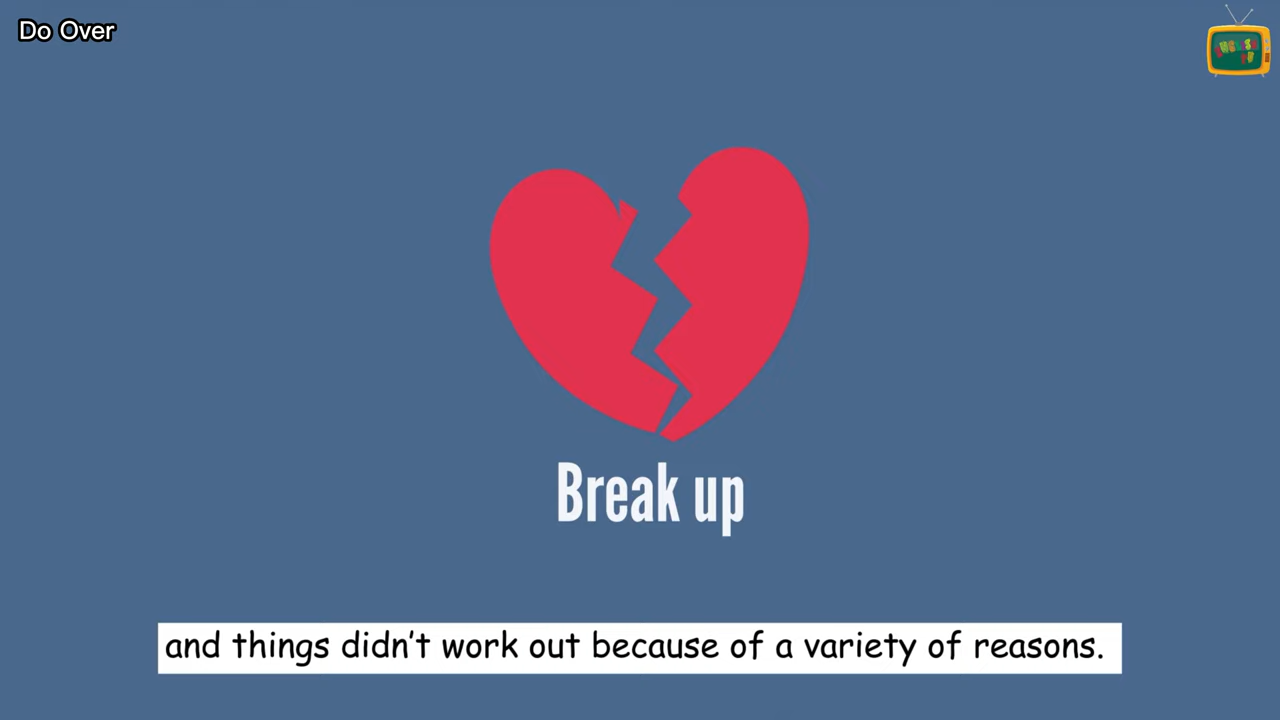 Do Over
Break up
and things didn't work out because of a variety of reasons.